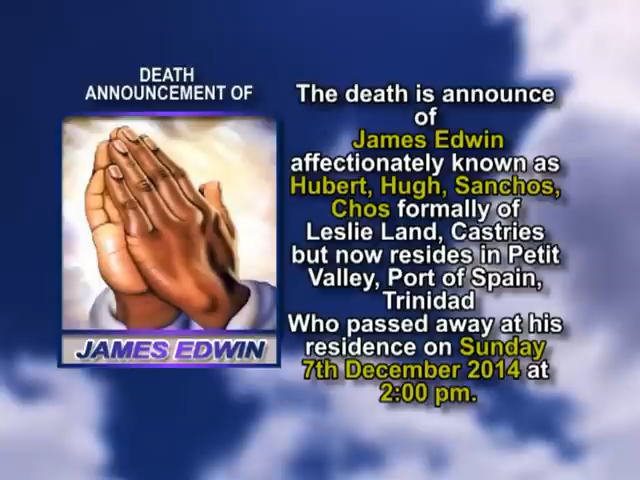 DEATH
ANNOUNCEMENT OF
JAMES EDWIN
The death is announce
of
James Edwin
affectionately known as
Hubert, Hugh, Sanchos,
Chos formally of
Leslie Land, Castries
but now resides in Petit
Valley, Port of Spain,
Trinidad
Who passed away at his
residence on Sunday
7th December 2014 at
2:00 pm.